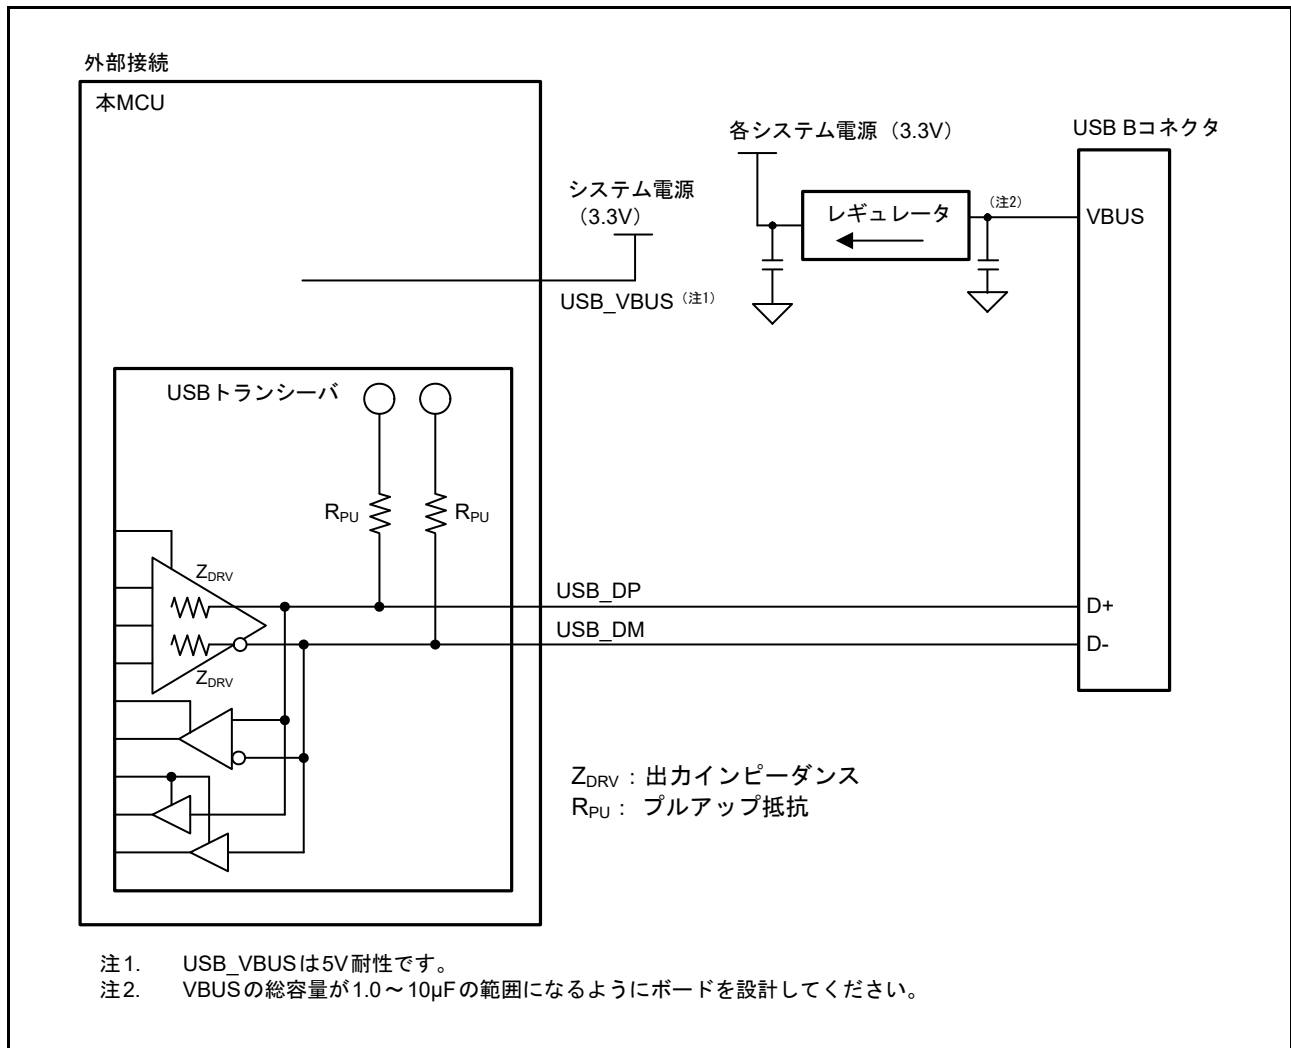 外部接続
本MCU
各システム電源（3.3V）
USB Bコネクタ
システム電源
（3.3V）
レギュレータ
（注2）
VBUS
USB_VBUS（注1）
USBトランシーバ
RPU
RPU
ZDRV
USB_DP
D+
USB_DM
D-
ZDRV
ZDRV：出力インピーダンス
RPU：プルアップ抵抗
注1. USB_VBUSは5V耐性です。
注2. VBUSの総容量が1.0～10µFの範囲になるようにボードを設計してください。